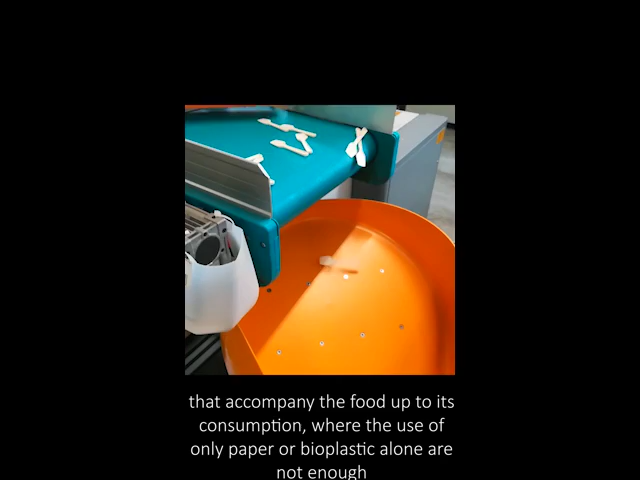 that accompany the food up to its
consumption, where the use of
only paper or bioplastic alone are
not enough